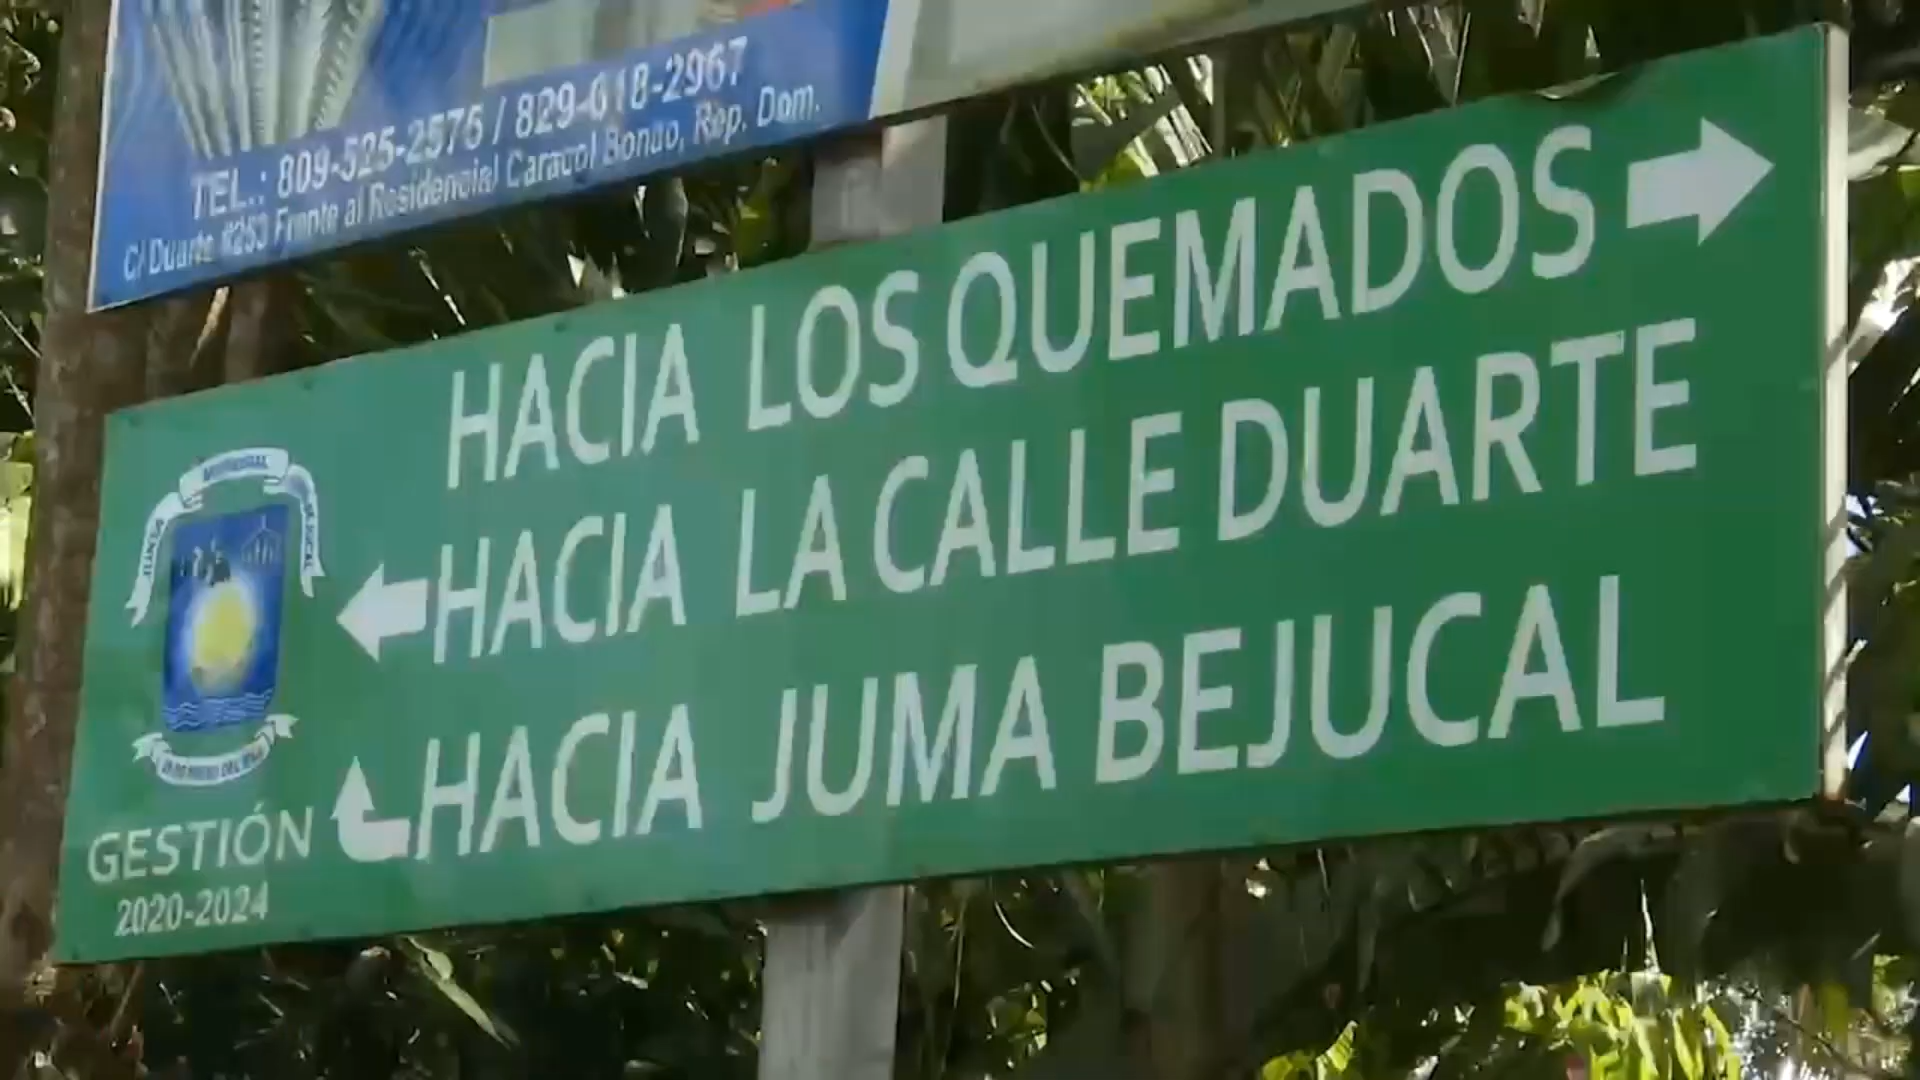 TEL.: 809-525-2576 / 829-618-2967
C/ Duarte #253 Frente al Residencial Caracol Bonao, Rep. Dom.
HACIA LOS QUEMADOS
HACIA LA CALLE DUARTE
HACIA JUMA BEJUCAL
GESTIÓN
2020-2024